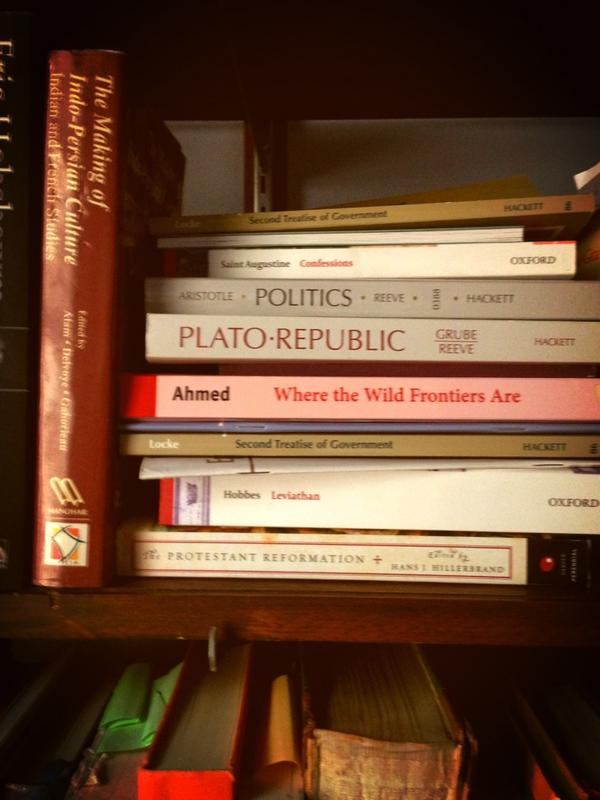 The Making of
Indo-Persian Culture
Indian and French Studies
Edited by
Alam • Delvoye • Gaborieau
MANOHAR
Locke Second Treatise of Government HACKETT
Saint Augustine Confessions OXFORD
ARISTOTLE • POLITICS • REEVE • HACKETT
PLATO·REPUBLIC GRUBE REEVE HACKETT
Ahmed Where the Wild Frontiers Are
Locke Second Treatise of Government HACKETT
Hobbes Leviathan OXFORD
The PROTESTANT REFORMATION + Edited by HANS J. HILLERBRAND
HARPER PERENNIAL